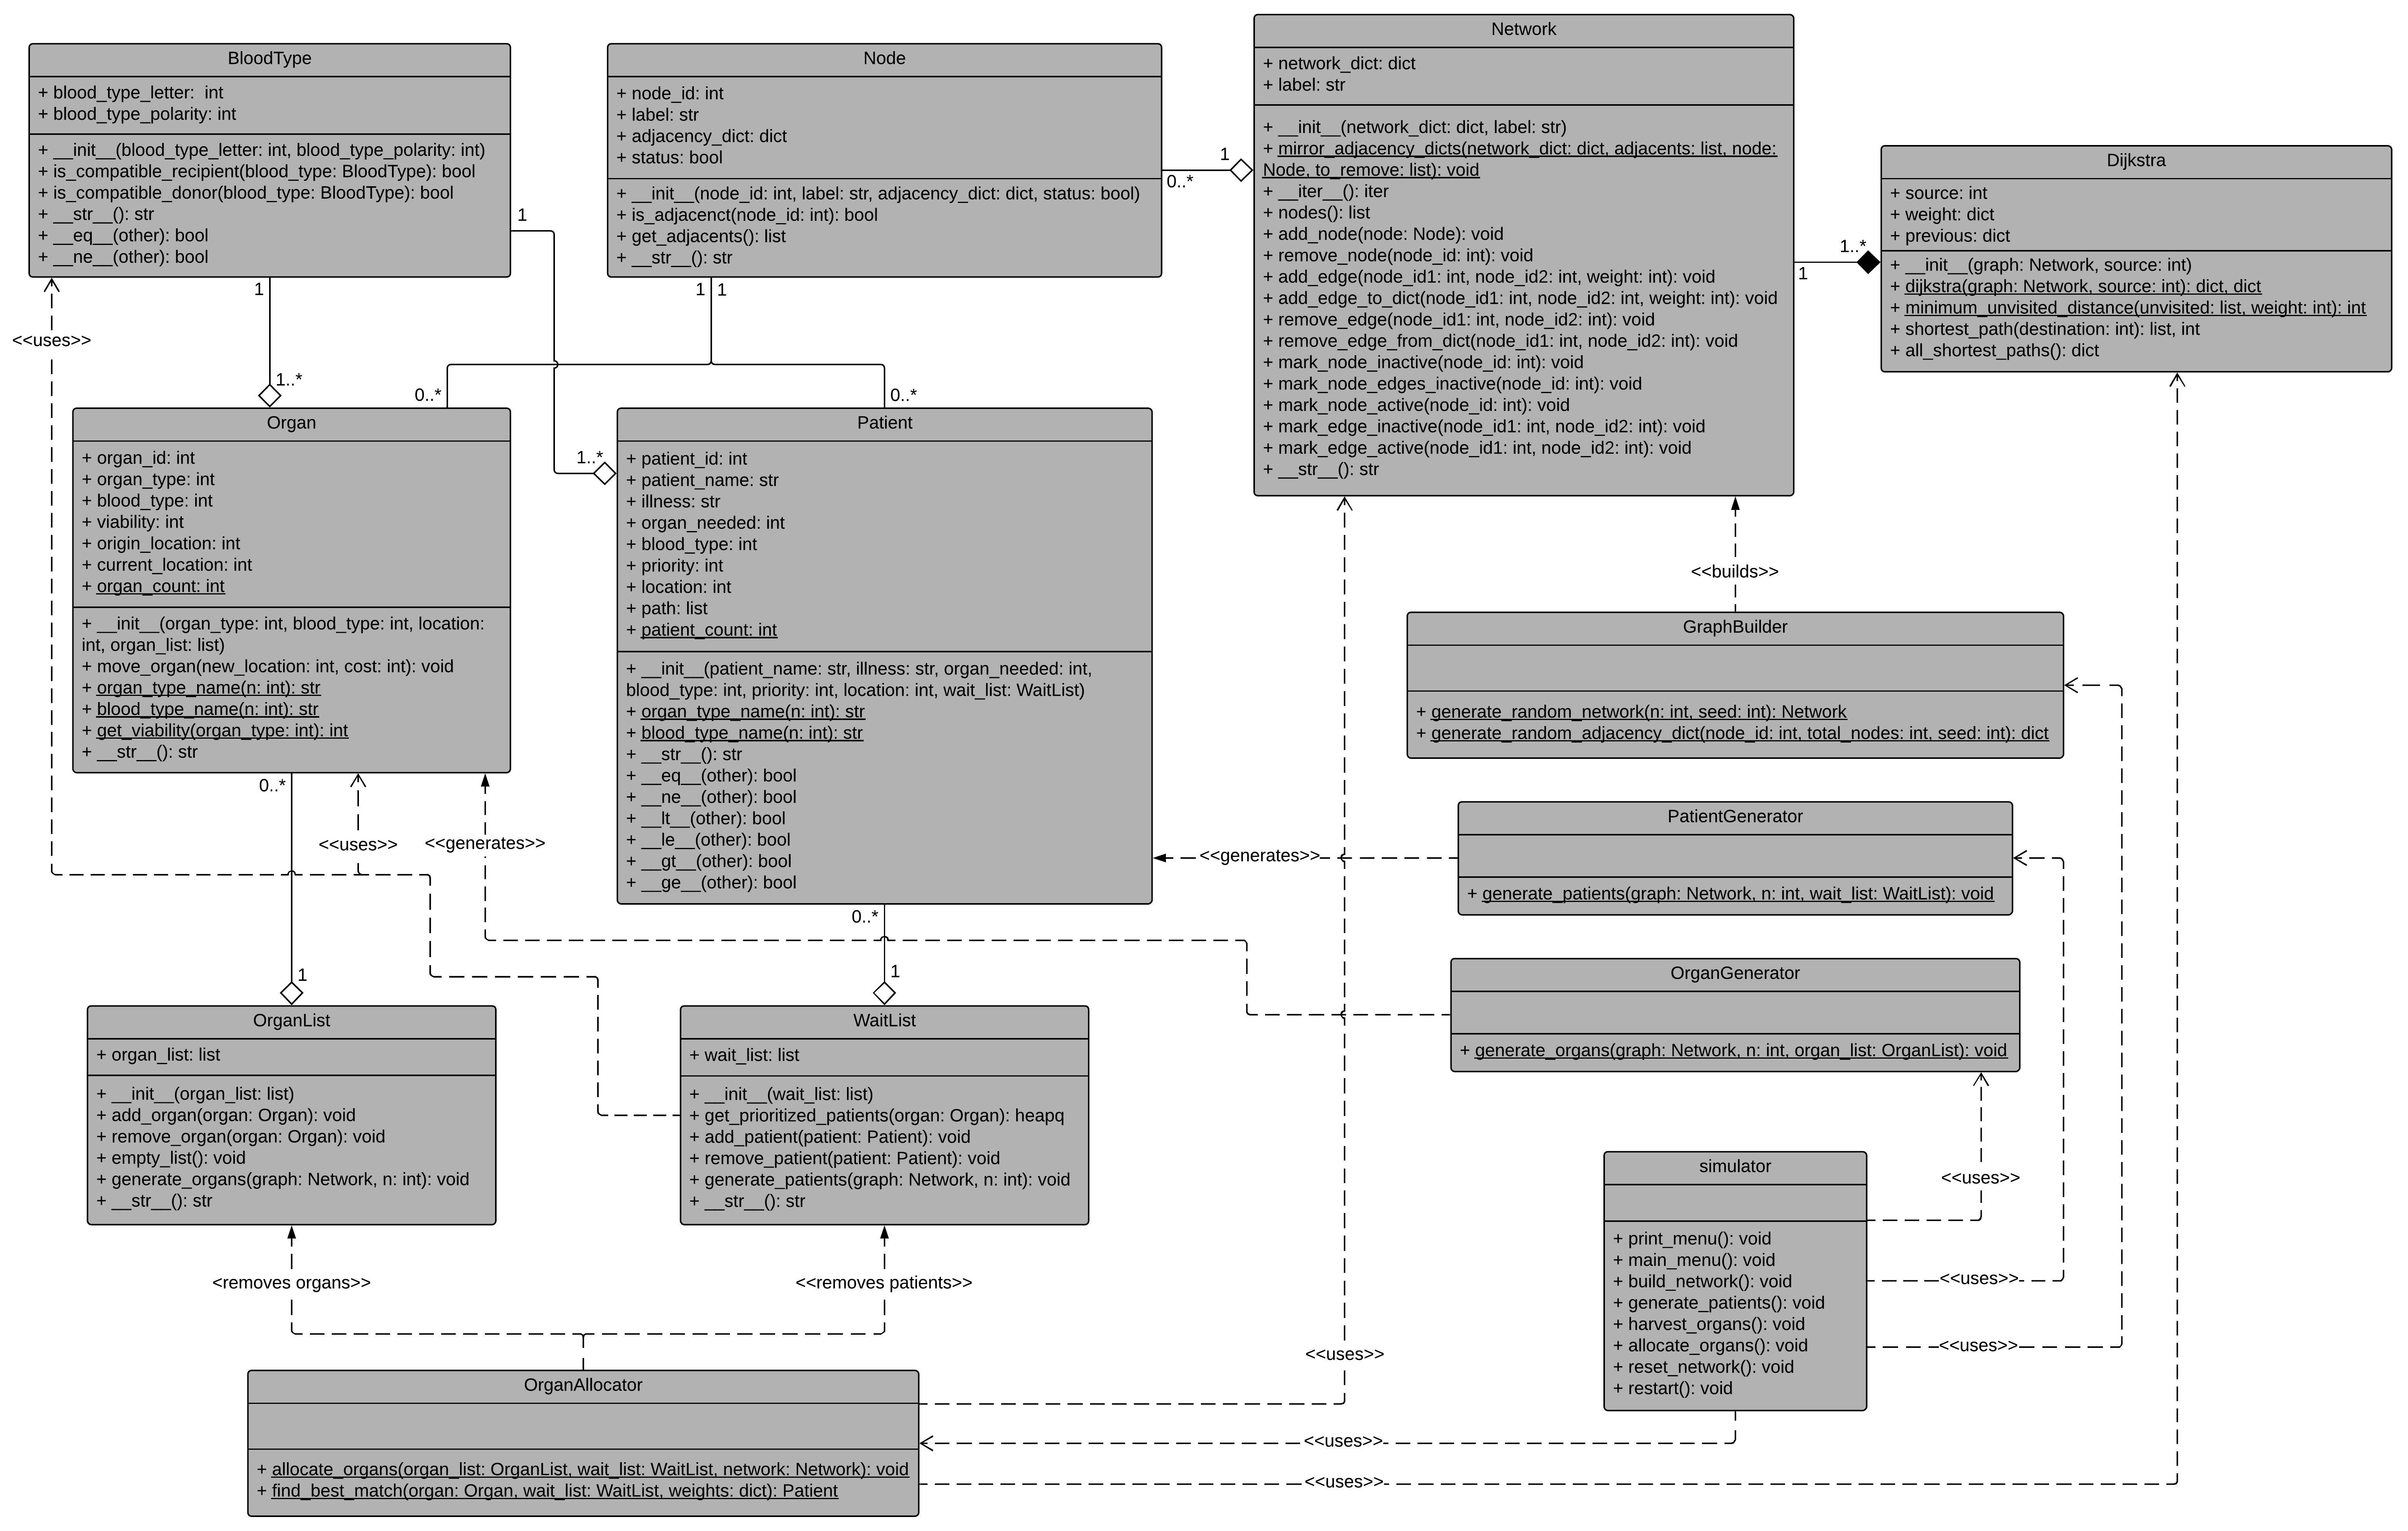 BloodType
+ blood_type_letter:  int
+ blood_type_polarity: int
+ __init__(blood_type_letter: int, blood_type_polarity: int)
+ is_compatible_recipient(blood_type: BloodType): bool
+ is_compatible_donor(blood_type: BloodType): bool
+ __str__(): str
+ __eq__(other): bool
+ __ne__(other): bool
Node
+ node_id: int
+ label: str
+ adjacency_dict: dict
+ status: bool
+ __init__(node_id: int, label: str, adjacency_dict: dict, status: bool)
+ is_adjacenct(node_id: int): bool
+ get_adjacents(): list
+ __str__(): str
Network
+ network_dict: dict
+ label: str
+ __init__(network_dict: dict, label: str)
+ mirror_adjacency_dicts(network_dict: dict, adjacents: list, node:
Node, to_remove: list): void
+ __iter__(): iter
+ nodes(): list
+ add_node(node: Node): void
+ remove_node(node_id: int): void
+ add_edge(node_id1: int, node_id2: int, weight: int): void
+ add_edge_to_dict(node_id1: int, node_id2: int, weight: int): void
+ remove_edge(node_id1: int, node_id2: int): void
+ remove_edge_from_dict(node_id1: int, node_id2: int): void
+ mark_node_inactive(node_id: int): void
+ mark_node_edges_inactive(node_id: int): void
+ mark_node_active(node_id: int): void
+ mark_edge_inactive(node_id1: int, node_id2: int): void
+ mark_edge_active(node_id1: int, node_id2: int): void
+ __str__(): str
Dijkstra
+ source: int
+ weight: dict
+ previous: dict
+ __init__(graph: Network, source: int)
+ dijkstra(graph: Network, source: int): dict, dict
+ minimum_unvisited_distance(unvisited: list, weight: int): int
+ shortest_path(destination: int): list, int
+ all_shortest_paths(): dict
1
0..*
1..*
1
1
1
1
1
<<uses>>
1..*
0..*
0..*
1..*
Organ
+ organ_id: int
+ organ_type: int
+ blood_type: int
+ viability: int
+ origin_location: int
+ current_location: int
+ organ_count: int
+ __init__(organ_type: int, blood_type: int, location:
int, organ_list: list)
+ move_organ(new_location: int, cost: int): void
+ organ_type_name(n: int): str
+ blood_type_name(n: int): str
+ get_viability(organ_type: int): int
+ __str__(): str
Patient
+ patient_id: int
+ patient_name: str
+ illness: str
+ organ_needed: int
+ blood_type: int
+ priority: int
+ location: int
+ path: list
+ patient_count: int
+ __init__(patient_name: str, illness: str, organ_needed: int,
blood_type: int, priority: int, location: int, wait_list: WaitList)
+ organ_type_name(n: int): str
+ blood_type_name(n: int): str
+ __str__(): str
+ __eq__(other): bool
+ __ne__(other): bool
+ __lt__(other): bool
+ __le__(other): bool
+ __gt__(other): bool
+ __ge__(other): bool
<<builds>>
GraphBuilder
+ generate_random_network(n: int, seed: int): Network
+ generate_random_adjacency_dict(node_id: int, total_nodes: int, seed: int): dict
0..*
<<uses>>
<<generates>>
<<generates>>
PatientGenerator
+ generate_patients(graph: Network, n: int, wait_list: WaitList): void
0..*
1
1
OrganGenerator
+ generate_organs(graph: Network, n: int, organ_list: OrganList): void
OrganList
+ organ_list: list
+ __init__(organ_list: list)
+ add_organ(organ: Organ): void
+ remove_organ(organ: Organ): void
+ empty_list(): void
+ generate_organs(graph: Network, n: int): void
+ __str__(): str
WaitList
+ wait_list: list
+ __init__(wait_list: list)
+ get_prioritized_patients(organ: Organ): heapq
+ add_patient(patient: Patient): void
+ remove_patient(patient: Patient): void
+ generate_patients(graph: Network, n: int): void
+ __str__(): str
simulator
+ print_menu(): void
+ main_menu(): void
+ build_network(): void
+ generate_patients(): void
+ harvest_organs(): void
+ allocate_organs(): void
+ reset_network(): void
+ restart(): void
<<uses>>
<<uses>>
<<uses>>
<removes organs>>
<<removes patients>>
<<uses>>
OrganAllocator
+ allocate_organs(organ_list: OrganList, wait_list: WaitList, network: Network): void
+ find_best_match(organ: Organ, wait_list: WaitList, weights: dict): Patient
<<uses>>
<<uses>>